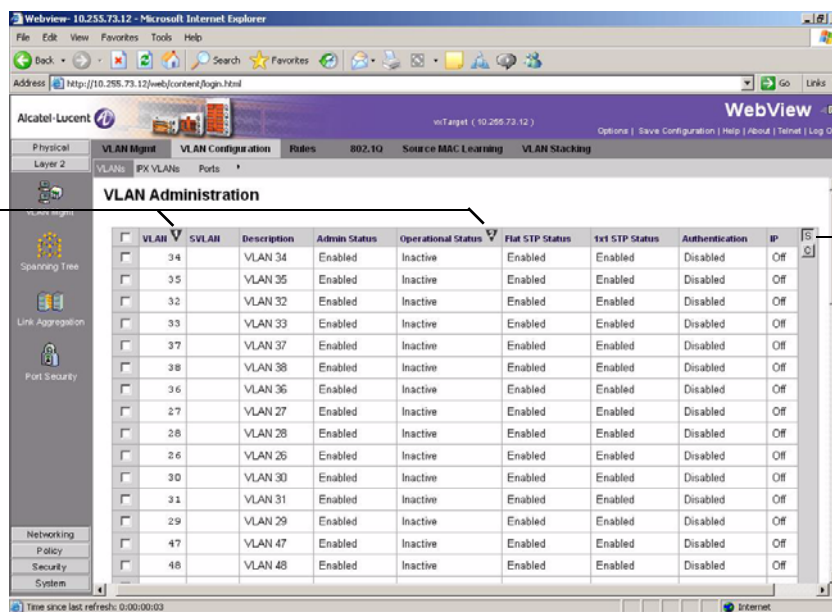 Webview- 10.255.73.12 - Microsoft Internet Explorer
File Edit View Favorites Tools Help
Back Search Favorites
Address http://10.255.73.12/web/content/login.html Go Links
Alcatel-Lucent vxTarget ( 10.255.73.12 ) WebView
Options | Save Configuration | Help | About | Telnet | Log O
Physical VLAN Mgmt VLAN Configuration Rules 802.1Q Source MAC Learning VLAN Stacking
Layer 2 VLANs IPX VLANs Ports
VLAN Administration
VLAN Mgmt
Spanning Tree
Link Aggregation
Port Security
VLAN SVLAN Description Admin Status Operational Status Flat STP Status 1x1 STP Status Authentication IP S
C
34 VLAN 34 Enabled Inactive Enabled Enabled Disabled Off
35 VLAN 35 Enabled Inactive Enabled Enabled Disabled Off
32 VLAN 32 Enabled Inactive Enabled Enabled Disabled Off
33 VLAN 33 Enabled Inactive Enabled Enabled Disabled Off
37 VLAN 37 Enabled Inactive Enabled Enabled Disabled Off
38 VLAN 38 Enabled Inactive Enabled Enabled Disabled Off
36 VLAN 36 Enabled Inactive Enabled Enabled Disabled Off
27 VLAN 27 Enabled Inactive Enabled Enabled Disabled Off
28 VLAN 28 Enabled Inactive Enabled Enabled Disabled Off
26 VLAN 26 Enabled Inactive Enabled Enabled Disabled Off
30 VLAN 30 Enabled Inactive Enabled Enabled Disabled Off
31 VLAN 31 Enabled Inactive Enabled Enabled Disabled Off
29 VLAN 29 Enabled Inactive Enabled Enabled Disabled Off
47 VLAN 47 Enabled Inactive Enabled Enabled Disabled Off
48 VLAN 48 Enabled Inactive Enabled Enabled Disabled Off
Networking
Policy
Security
System
Time since last refresh: 0:00:00:03 Internet